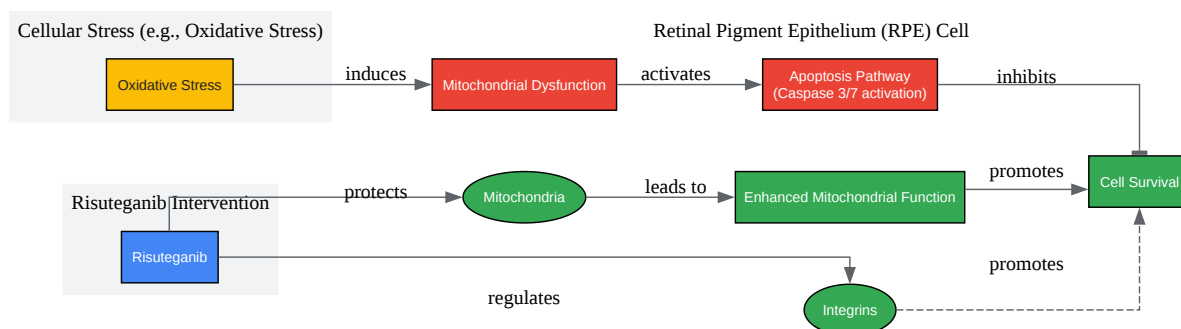 Cellular Stress (e.g., Oxidative Stress)
Retinal Pigment Epithelium (RPE) Cell
Oxidative Stress
induces
Mitochondrial Dysfunction
activates
Apoptosis Pathway
(Caspase 3/7 activation)
inhibits
Risuteganib Intervention
Risuteganib
protects
Mitochondria
leads to
Enhanced Mitochondrial Function
promotes
Cell Survival
regulates
Integrins
promotes